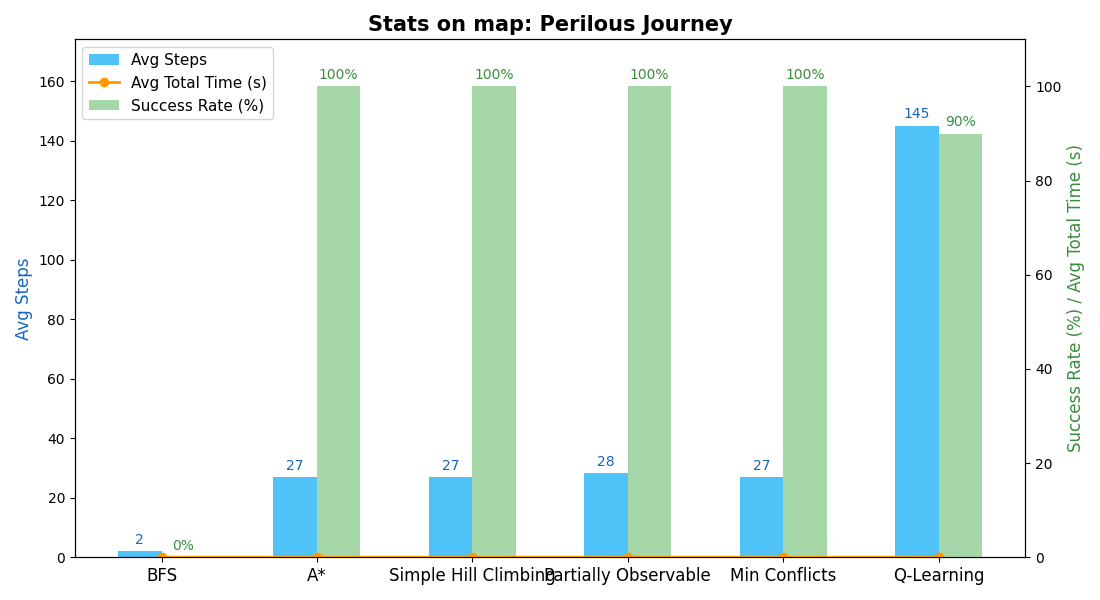 Stats on map: Perilous Journey
Avg Steps
Avg Total Time (s)
Success Rate (%)
160
140
120
100
80
60
40
20
0
Avg Steps
100
80
60
40
20
0
Success Rate (%) / Avg Total Time (s)
2
0%
27
100%
27
100%
28
100%
27
100%
145
90%
BFS
A*
Simple Hill Climbing
Partially Observable
Min Conflicts
Q-Learning